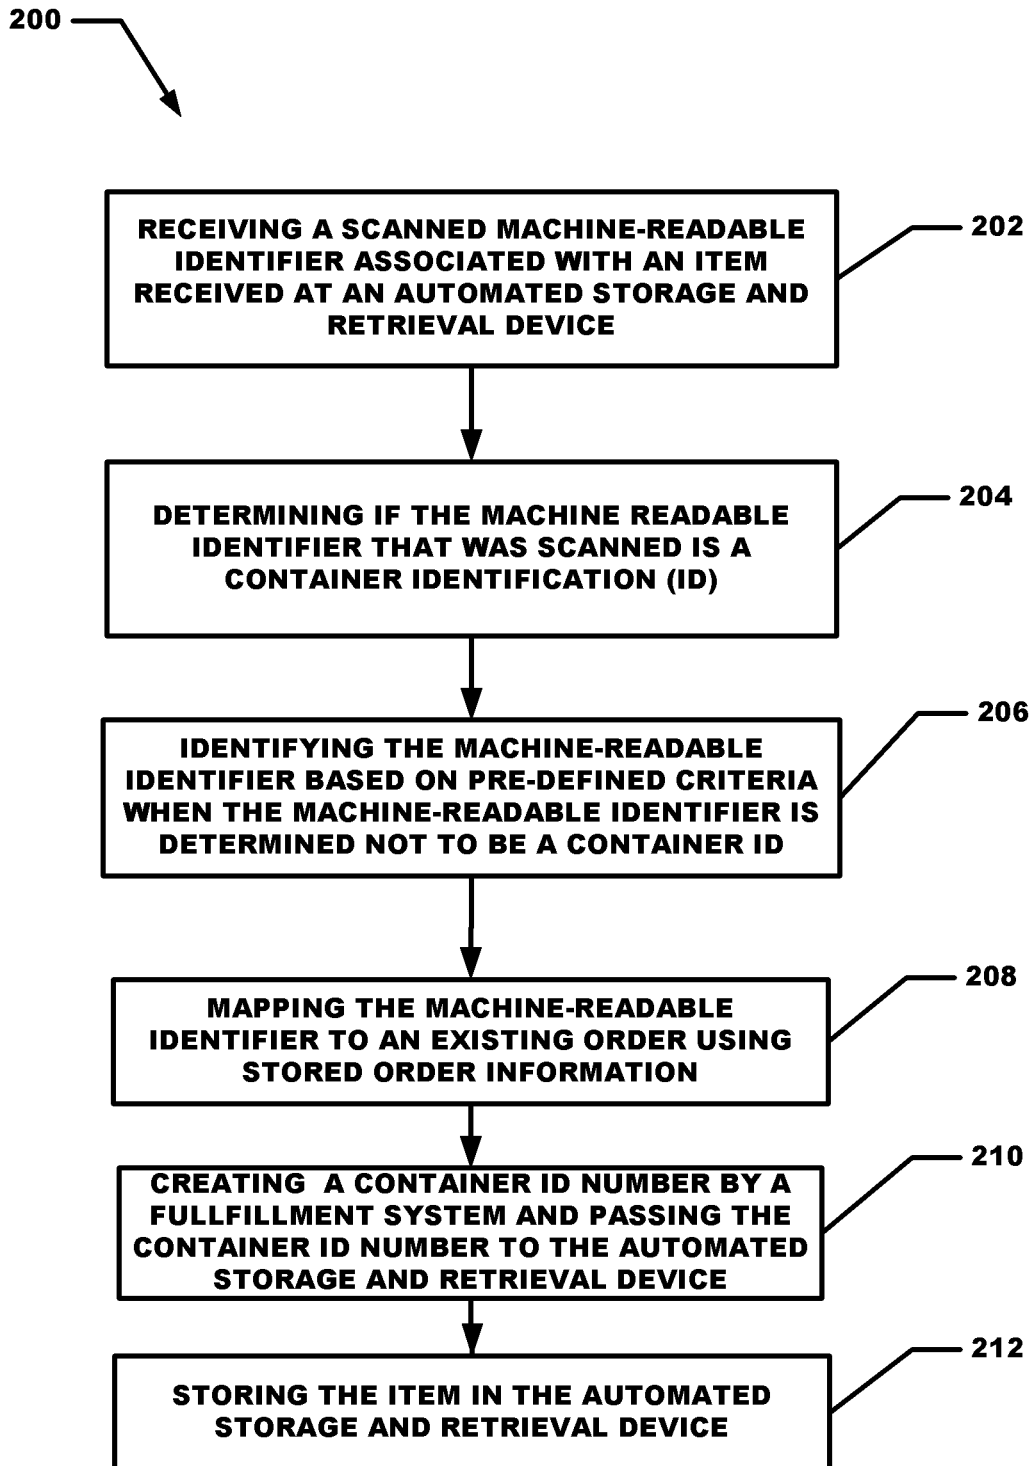 200
RECEIVING A SCANNED MACHINE-READABLE
IDENTIFIER ASSOCIATED WITH AN ITEM
RECEIVED AT AN AUTOMATED STORAGE AND
RETRIEVAL DEVICE
202
DETERMINING IF THE MACHINE READABLE
IDENTIFIER THAT WAS SCANNED IS A
CONTAINER IDENTIFICATION (ID)
204
IDENTIFYING THE MACHINE-READABLE
IDENTIFIER BASED ON PRE-DEFINED CRITERIA
WHEN THE MACHINE-READABLE IDENTIFIER IS
DETERMINED NOT TO BE A CONTAINER ID
206
MAPPING THE MACHINE-READABLE
IDENTIFIER TO AN EXISTING ORDER USING
STORED ORDER INFORMATION
208
CREATING A CONTAINER ID NUMBER BY A
FULLFILLMENT SYSTEM AND PASSING THE
CONTAINER ID NUMBER TO THE AUTOMATED
STORAGE AND RETRIEVAL DEVICE
210
STORING THE ITEM IN THE AUTOMATED
STORAGE AND RETRIEVAL DEVICE
212